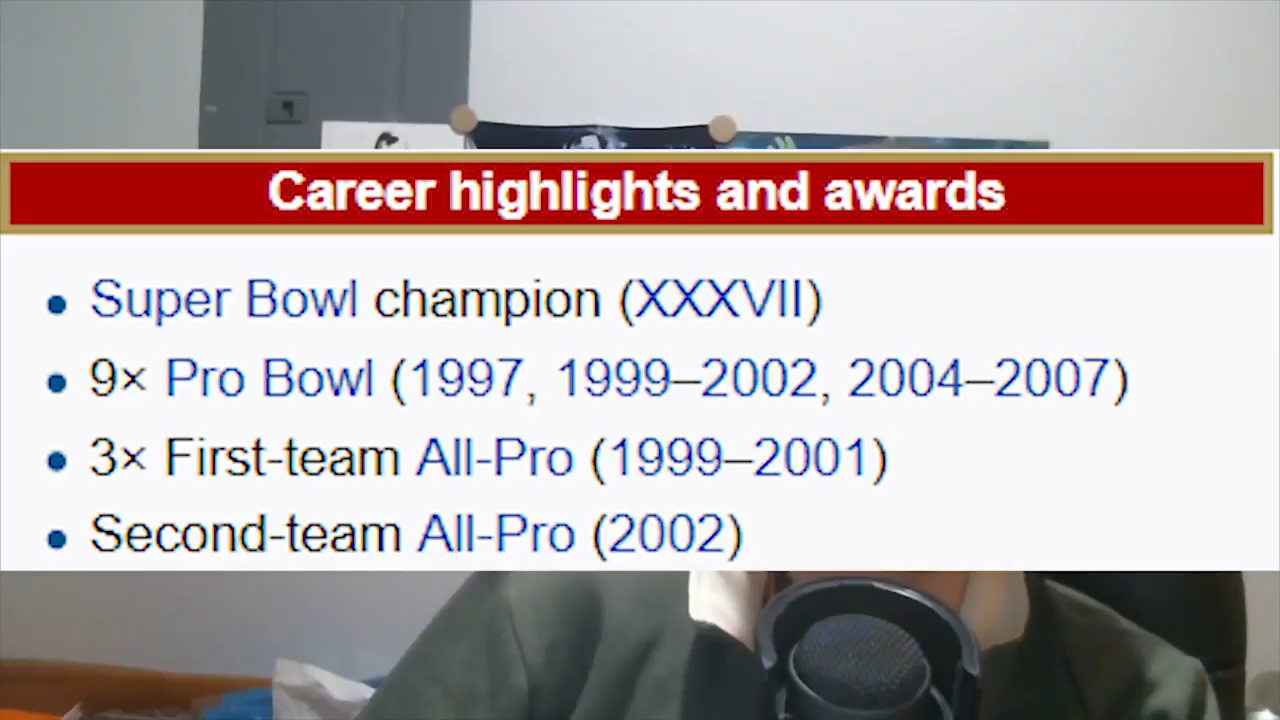 Career highlights and awards
Super Bowl champion (XXXVII)
9× Pro Bowl (1997, 1999–2002, 2004–2007)
3× First-team All-Pro (1999–2001)
Second-team All-Pro (2002)